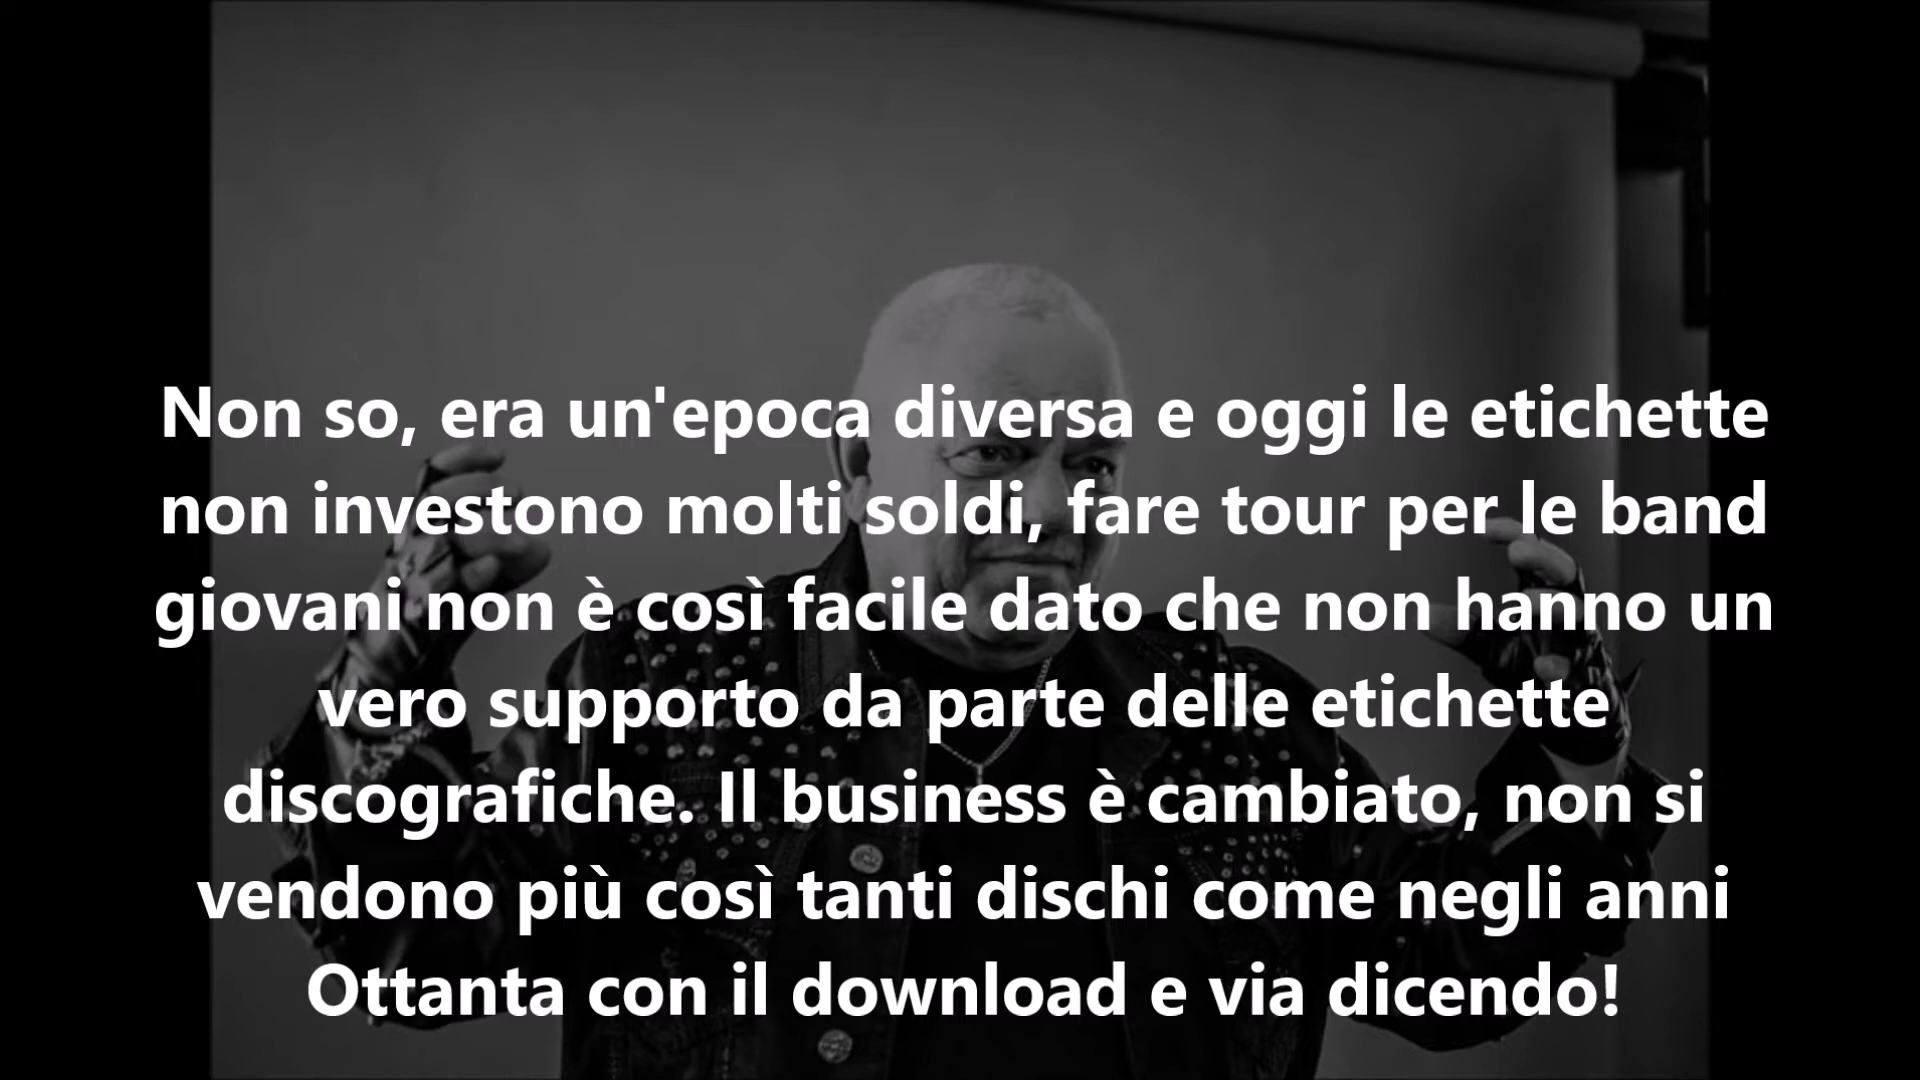 Non so, era un'epoca diversa e oggi le etichette
non investono molti soldi, fare tour per le band
giovani non è così facile dato che non hanno un
vero supporto da parte delle etichette
discografiche. Il business è cambiato, non si
vendono più così tanti dischi come negli anni
Ottanta con il download e via dicendo!